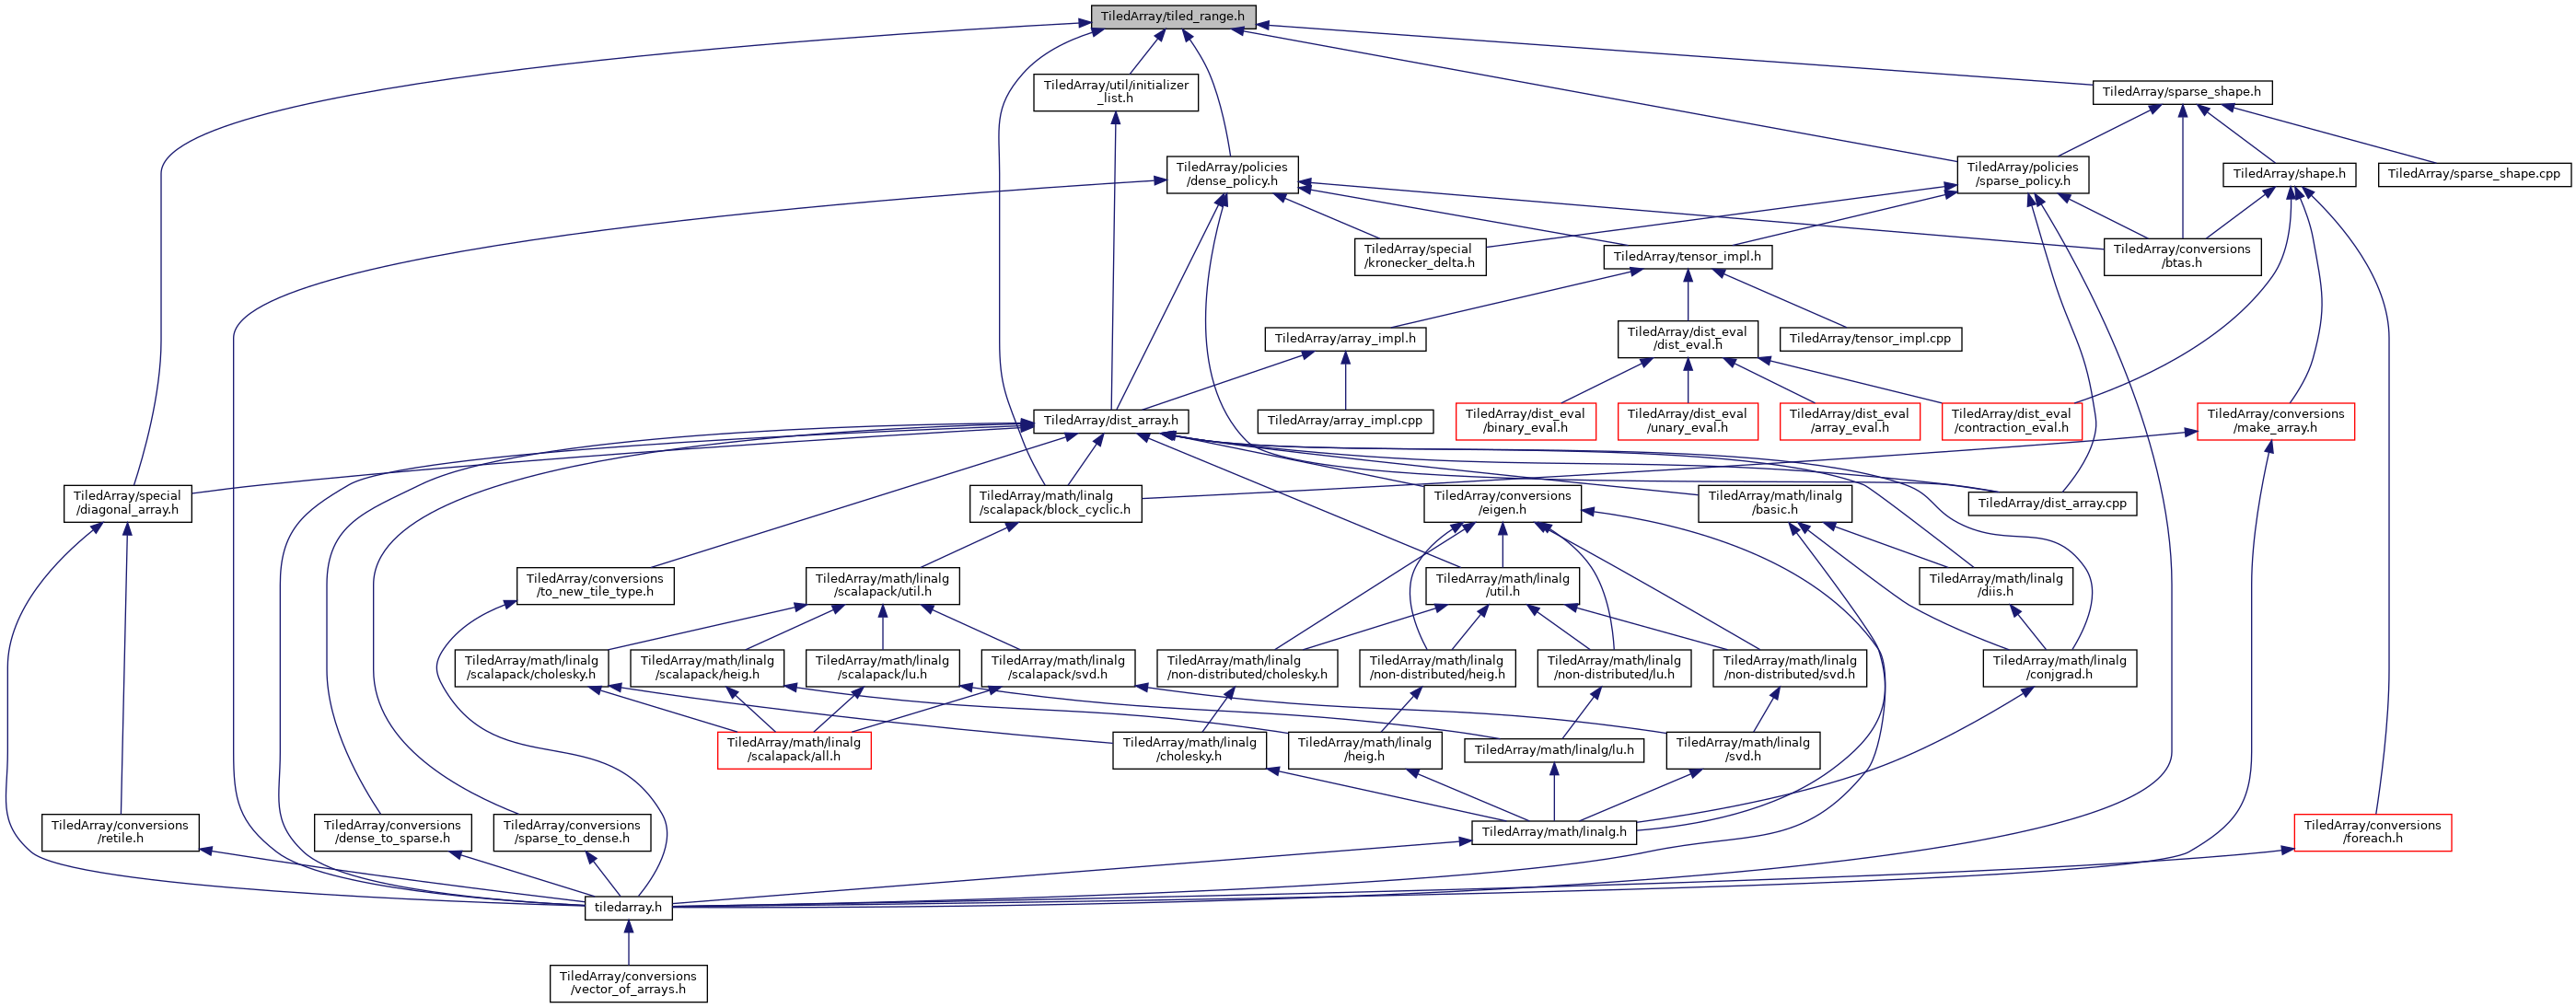 TiledArray/tiled_range.h
TiledArray/util/initializer
_list.h
TiledArray/sparse_shape.h
TiledArray/policies
/dense_policy.h
TiledArray/policies
/sparse_policy.h
TiledArray/shape.h
TiledArray/sparse_shape.cpp
TiledArray/special
/kronecker_delta.h
TiledArray/tensor_impl.h
TiledArray/conversions
/btas.h
TiledArray/array_impl.h
TiledArray/dist_eval
/dist_eval.h
TiledArray/tensor_impl.cpp
TiledArray/dist_array.h
TiledArray/array_impl.cpp
TiledArray/dist_eval
/binary_eval.h
TiledArray/dist_eval
/unary_eval.h
TiledArray/dist_eval
/array_eval.h
TiledArray/dist_eval
/contraction_eval.h
TiledArray/conversions
/make_array.h
TiledArray/special
/diagonal_array.h
TiledArray/math/linalg
/scalapack/block_cyclic.h
TiledArray/conversions
/eigen.h
TiledArray/math/linalg
/basic.h
TiledArray/dist_array.cpp
TiledArray/conversions
/to_new_tile_type.h
TiledArray/math/linalg
/scalapack/util.h
TiledArray/math/linalg
/util.h
TiledArray/math/linalg
/diis.h
TiledArray/math/linalg
/scalapack/cholesky.h
TiledArray/math/linalg
/scalapack/heig.h
TiledArray/math/linalg
/scalapack/lu.h
TiledArray/math/linalg
/scalapack/svd.h
TiledArray/math/linalg
/non-distributed/cholesky.h
TiledArray/math/linalg
/non-distributed/heig.h
TiledArray/math/linalg
/non-distributed/lu.h
TiledArray/math/linalg
/non-distributed/svd.h
TiledArray/math/linalg
/conjgrad.h
TiledArray/math/linalg
/scalapack/all.h
TiledArray/math/linalg
/cholesky.h
TiledArray/math/linalg
/heig.h
TiledArray/math/linalg/lu.h
TiledArray/math/linalg
/svd.h
TiledArray/conversions
/retile.h
TiledArray/conversions
/dense_to_sparse.h
TiledArray/conversions
/sparse_to_dense.h
TiledArray/math/linalg.h
TiledArray/conversions
/foreach.h
tiledarray.h
TiledArray/conversions
/vector_of_arrays.h